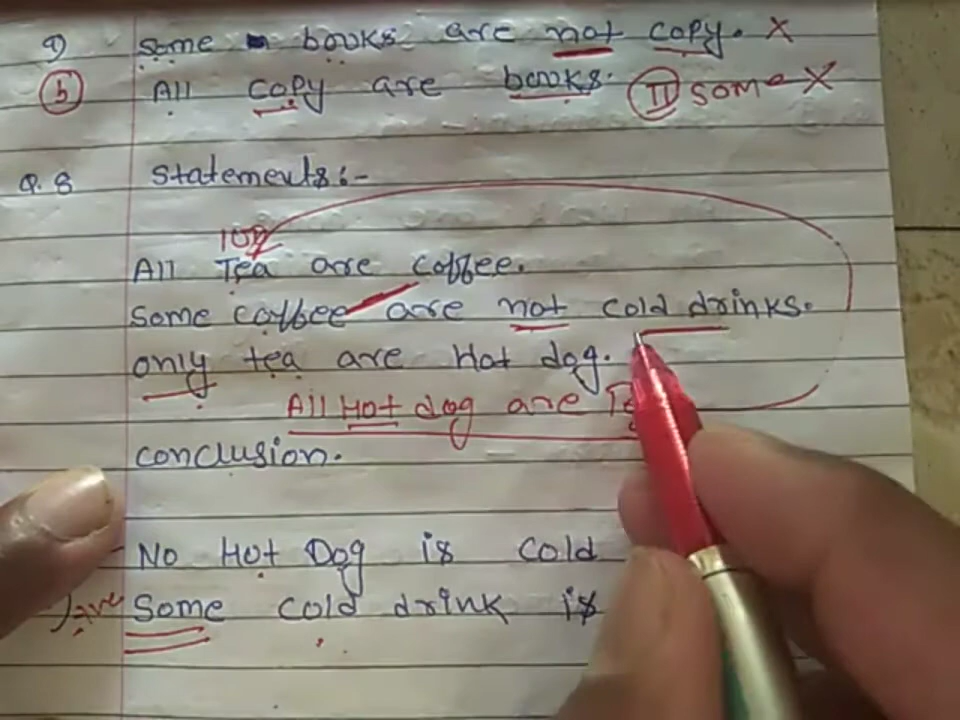 a) some books are not copy. X
b) All copy are books. II some X
Q.8 Statements:-
100%
All Tea are coffee.
Some coffee are not cold drinks.
only tea are Hot dog.
All Hot dog are
conclusion.
No Hot Dog is cold
Some cold drink is